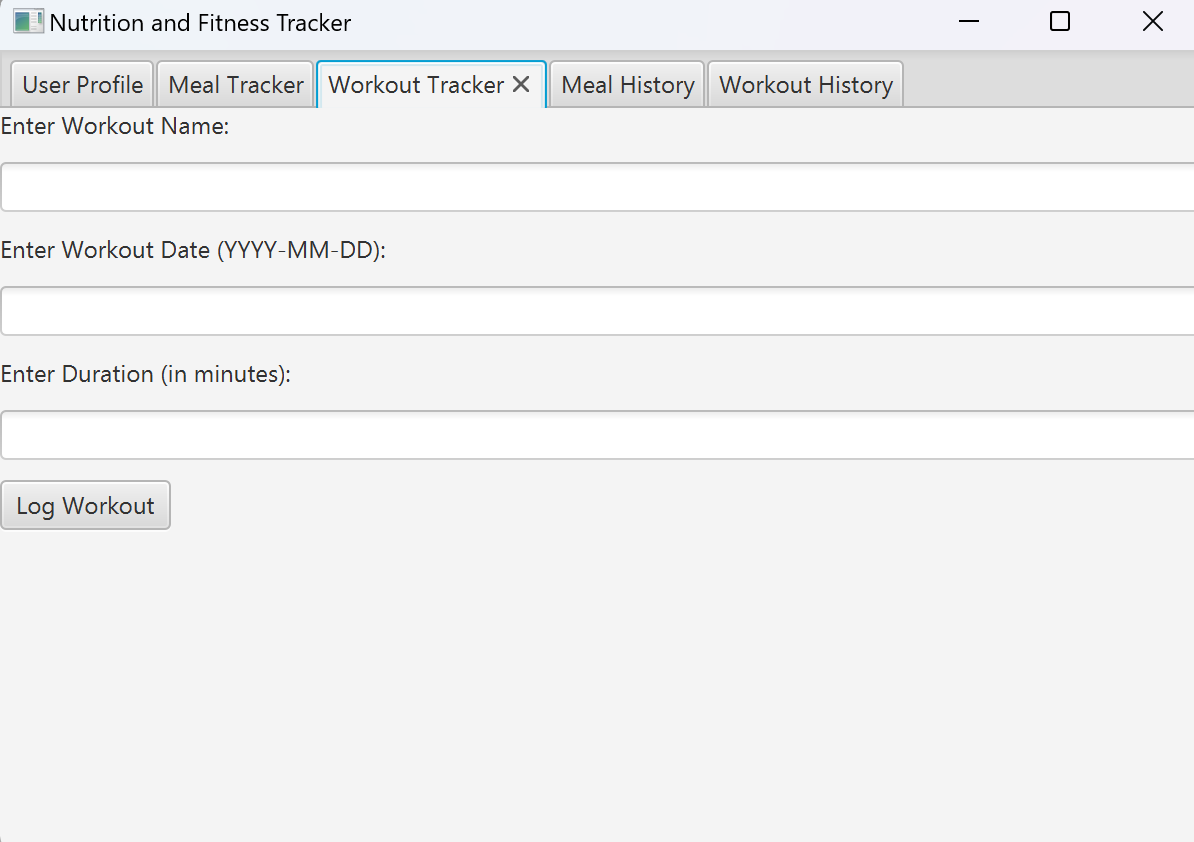 Nutrition and Fitness Tracker
User Profile Meal Tracker Workout Tracker Meal History Workout History
Enter Workout Name:
Enter Workout Date (YYYY-MM-DD):
Enter Duration (in minutes):
Log Workout